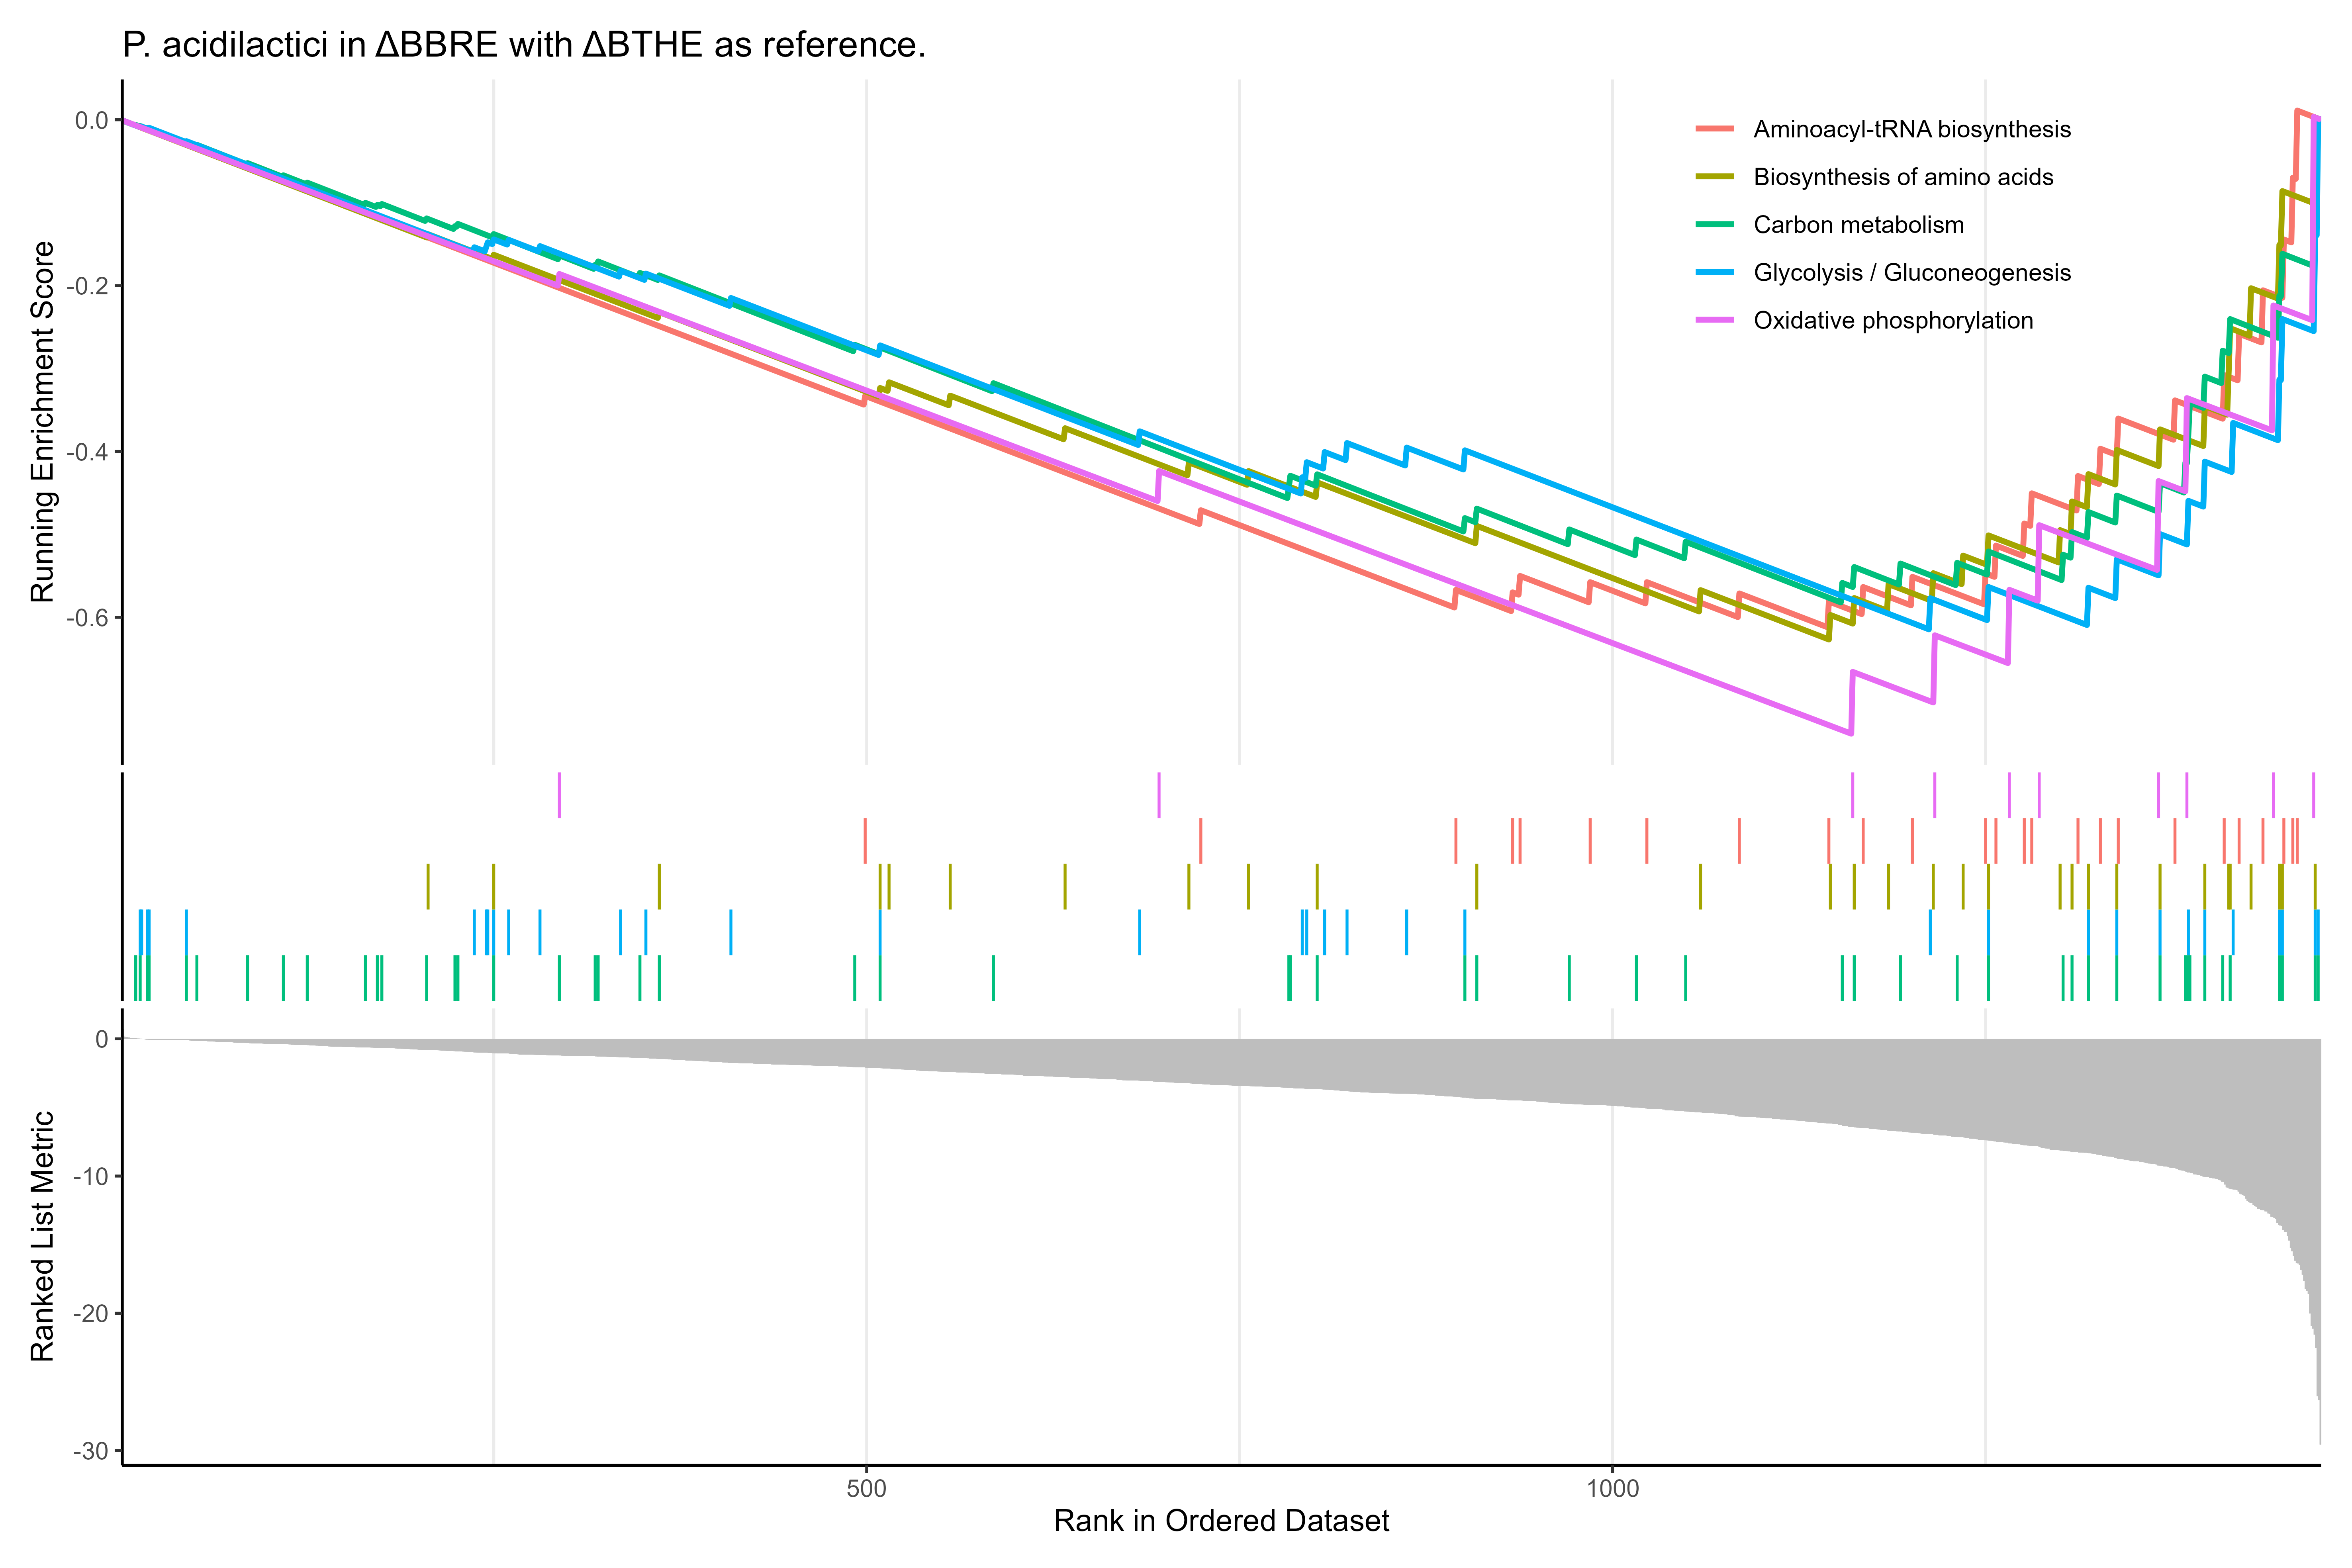 P. acidilactici in ΔBBRE with ΔBTHE as reference.
Running Enrichment Score
0.0
-0.2
-0.4
-0.6
Aminoacyl-tRNA biosynthesis
Biosynthesis of amino acids
Carbon metabolism
Glycolysis / Gluconeogenesis
Oxidative phosphorylation
Ranked List Metric
0
-10
-20
-30
500
1000
Rank in Ordered Dataset